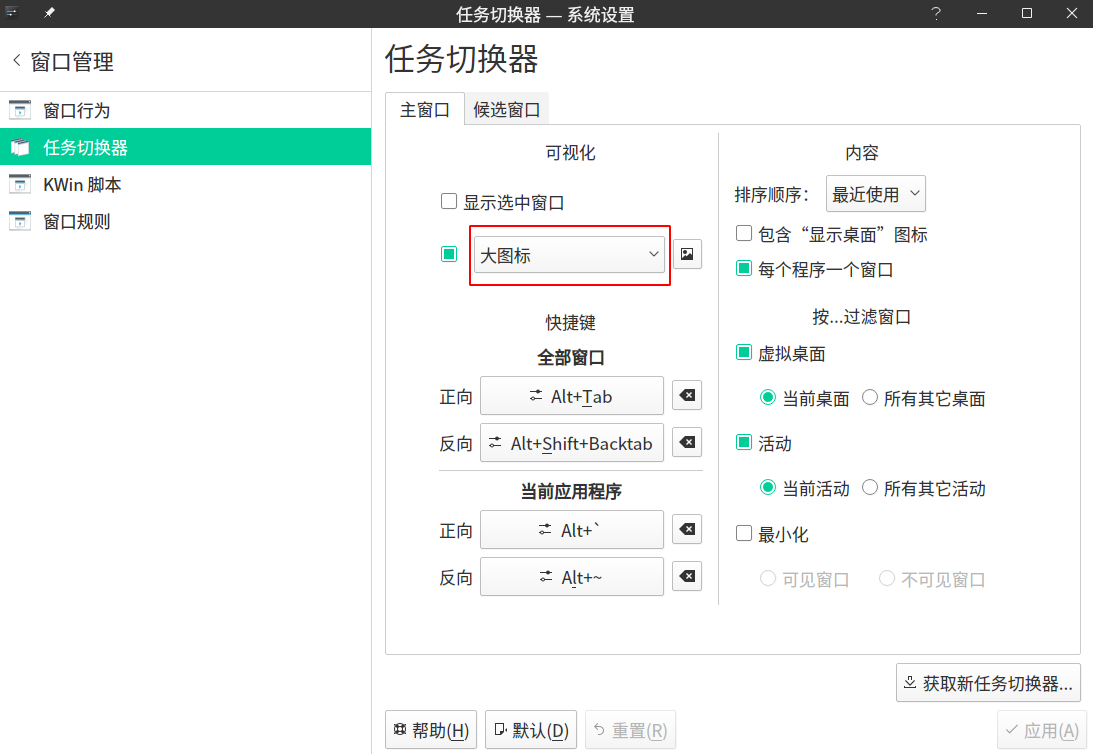 任务切换器 — 系统设置
窗口管理
窗口行为
任务切换器
KWin 脚本
窗口规则
任务切换器
主窗口 候选窗口
可视化
显示选中窗口
大图标
快捷键
全部窗口
正向 Alt+Tab
反向 Alt+Shift+Backtab
当前应用程序
正向 Alt+`
反向 Alt+~
内容
排序顺序： 最近使用
包含“显示桌面”图标
每个程序一个窗口
按...过滤窗口
虚拟桌面
当前桌面 所有其它桌面
活动
当前活动 所有其它活动
最小化
可见窗口 不可见窗口
获取新任务切换器...
帮助(H) 默认(D) 重置(R) 应用(A)